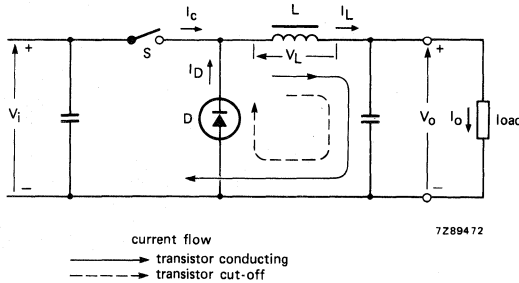 I_c
L
I_L
+
S
V_L
+
+
I_D
V_i
D
V_o
I_o
load
−
−
7Z89472
current flow
transistor conducting
transistor cut-off